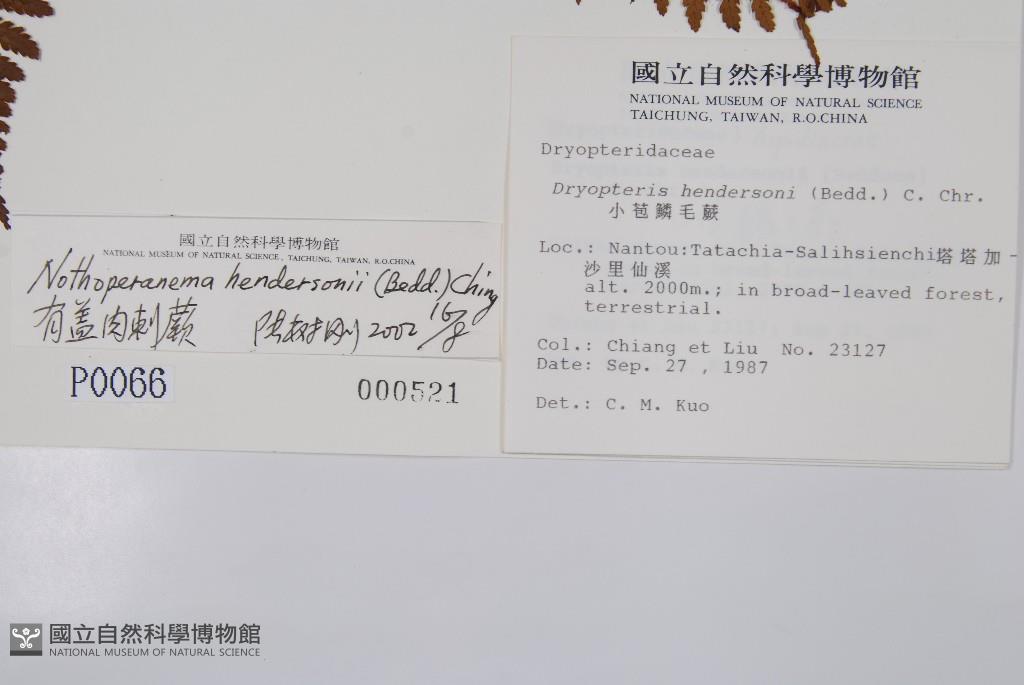 國立自然科學博物館
NATIONAL MUSEUM OF NATURAL SCIENCE
TAICHUNG, TAIWAN, R.O.CHINA
Dryopteridaceae
Dryopteris hendersoni (Bedd.) C. Chr.
小苞鱗毛蕨
Loc.: Nantou:Tatachia-Salihsienchi塔塔加-
沙里仙溪
alt. 2000m.; in broad-leaved forest,
terrestrial.
Col.: Chiang et Liu No. 23127
Date: Sep. 27 , 1987
Det.: C. M. Kuo
國立自然科學博物館
NATIONAL MUSEUM OF NATURAL SCIENCE, TAICHUNG, TAIWAN, R.O.CHINA
Nothoperanema hendersonii (Bedd.) Ching
有盖肉刺蕨 2002 16/8
P0066
000521
國立自然科學博物館
NATIONAL MUSEUM OF NATURAL SCIENCE